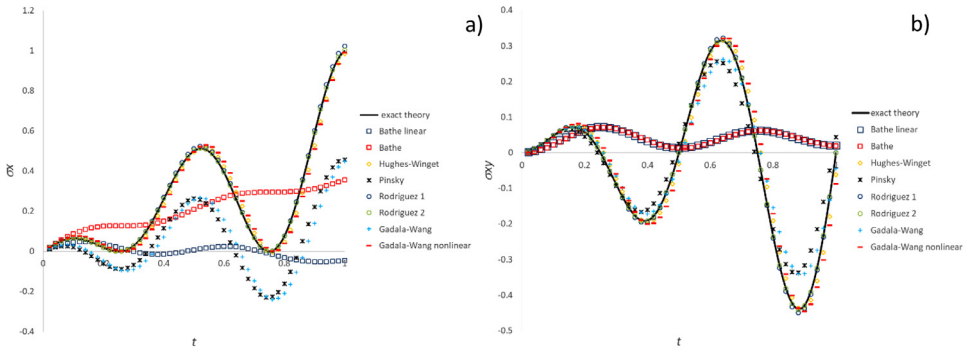 a)
1.2
1
0.8
0.6
0.4
0.2
0
-0.2
-0.4
0.2
0.4
0.6
0.8
1
σx
t
exact theory
Bathe linear
Bathe
Hughes-Winget
Pinsky
Rodriguez 1
Rodriguez 2
Gadala-Wang
Gadala-Wang nonlinear
b)
0.4
0.3
0.2
0.1
0
-0.1
-0.2
-0.3
-0.4
-0.5
0
0.2
0.4
0.6
0.8
1
σxy
t
exact theory
Bathe linear
Bathe
Hughes-Winget
Pinsky
Rodriguez 1
Rodriguez 2
Gadala-Wang
Gadala-Wang nonlinear